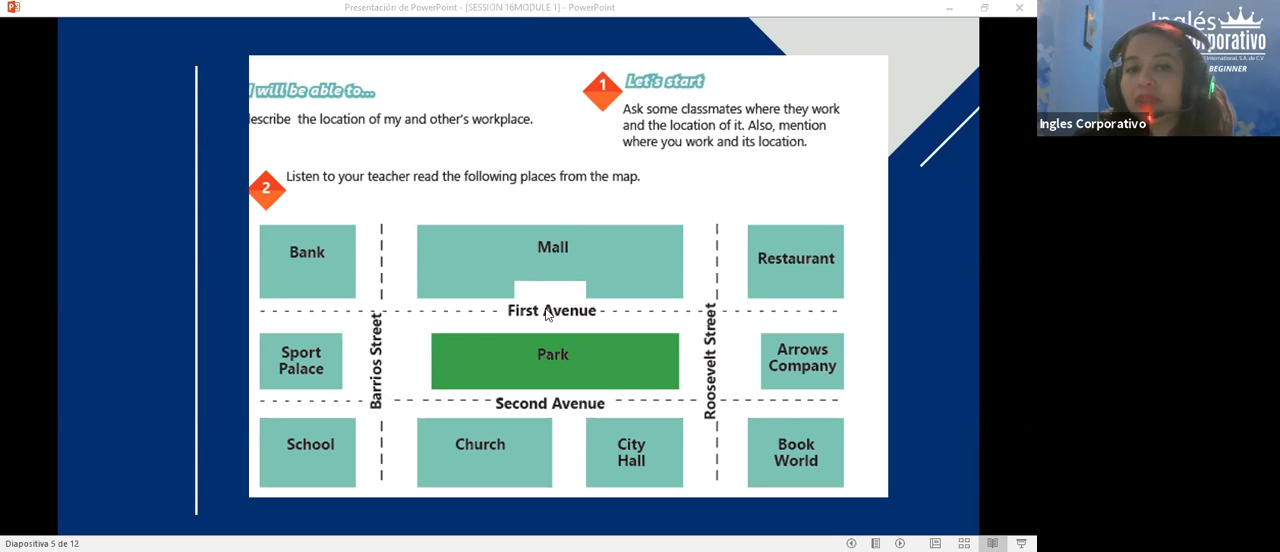 Presentación de PowerPoint - [SESSION 16MODULE 1] - PowerPoint
I will be able to...
describe the location of my and other's workplace.
1
Let's start
Ask some classmates where they work
and the location of it. Also, mention
where you work and its location.
2
Listen to your teacher read the following places from the map.
Bank
Mall
Restaurant
First Avenue
Sport
Palace
Barrios Street
Park
Roosevelt Street
Arrows
Company
Second Avenue
School
Church
City
Hall
Book
World
Diapositiva 5 de 12
Inglés
Corporativo
International, S.A. de C.V.
BEGINNER
Ingles Corporativo